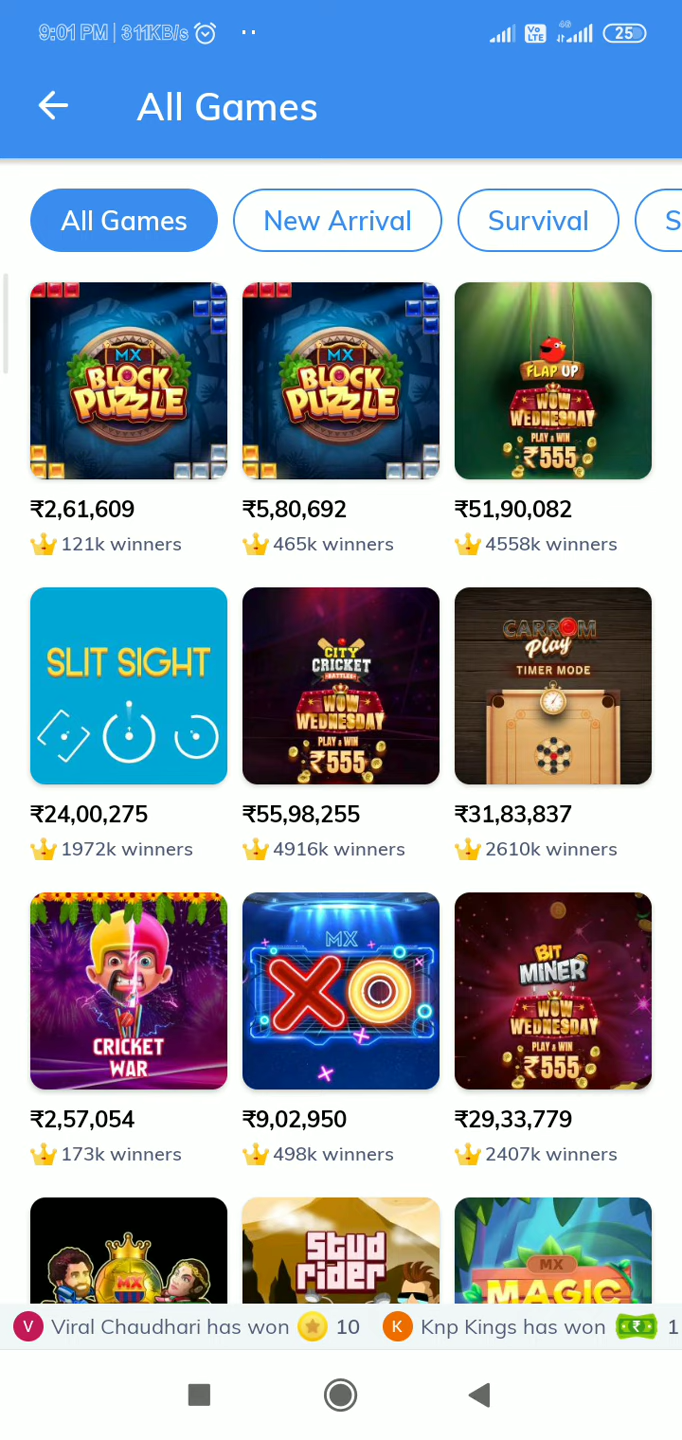 9:01 PM | 311KB/s
Vo LTE
4G
25
All Games
All Games
New Arrival
Survival
S
MX
BLOCK
PUZZLE
MX
BLOCK
PUZZLE
FLAP UP
WOW
WEDNESDAY
PLAY & WIN
₹555
₹2,61,609
₹5,80,692
₹51,90,082
121k winners
465k winners
4558k winners
SLIT SIGHT
CITY
CRICKET
BATTLES
WOW
WEDNESDAY
PLAY & WIN
₹555
CARROM
Play
TIMER MODE
₹24,00,275
₹55,98,255
₹31,83,837
1972k winners
4916k winners
2610k winners
CRICKET
WAR
MX
XO
BIT
MINER
WOW
WEDNESDAY
PLAY & WIN
₹555
₹2,57,054
₹9,02,950
₹29,33,779
173k winners
498k winners
2407k winners
MX
Stud
rider
MX
MAGIC
V Viral Chaudhari has won 10
K Knp Kings has won ₹ 1